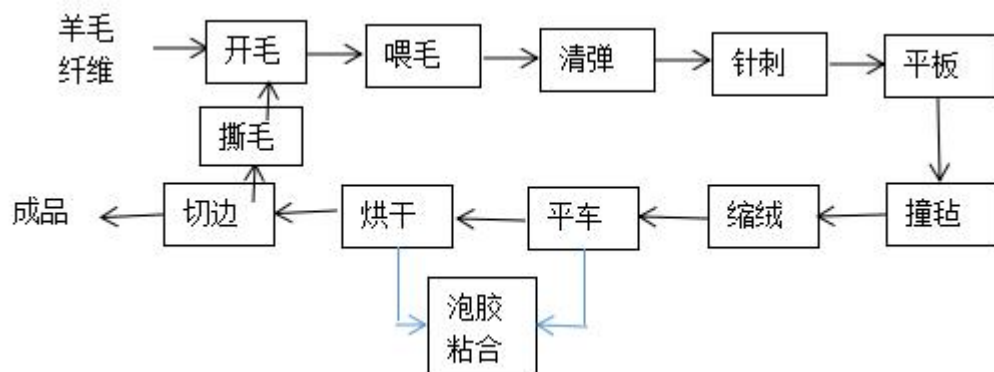 羊毛
纤维
开毛
喂毛
清弹
针刺
平板
撕毛
成品
切边
烘干
平车
缩绒
撞毡
泡胶
粘合